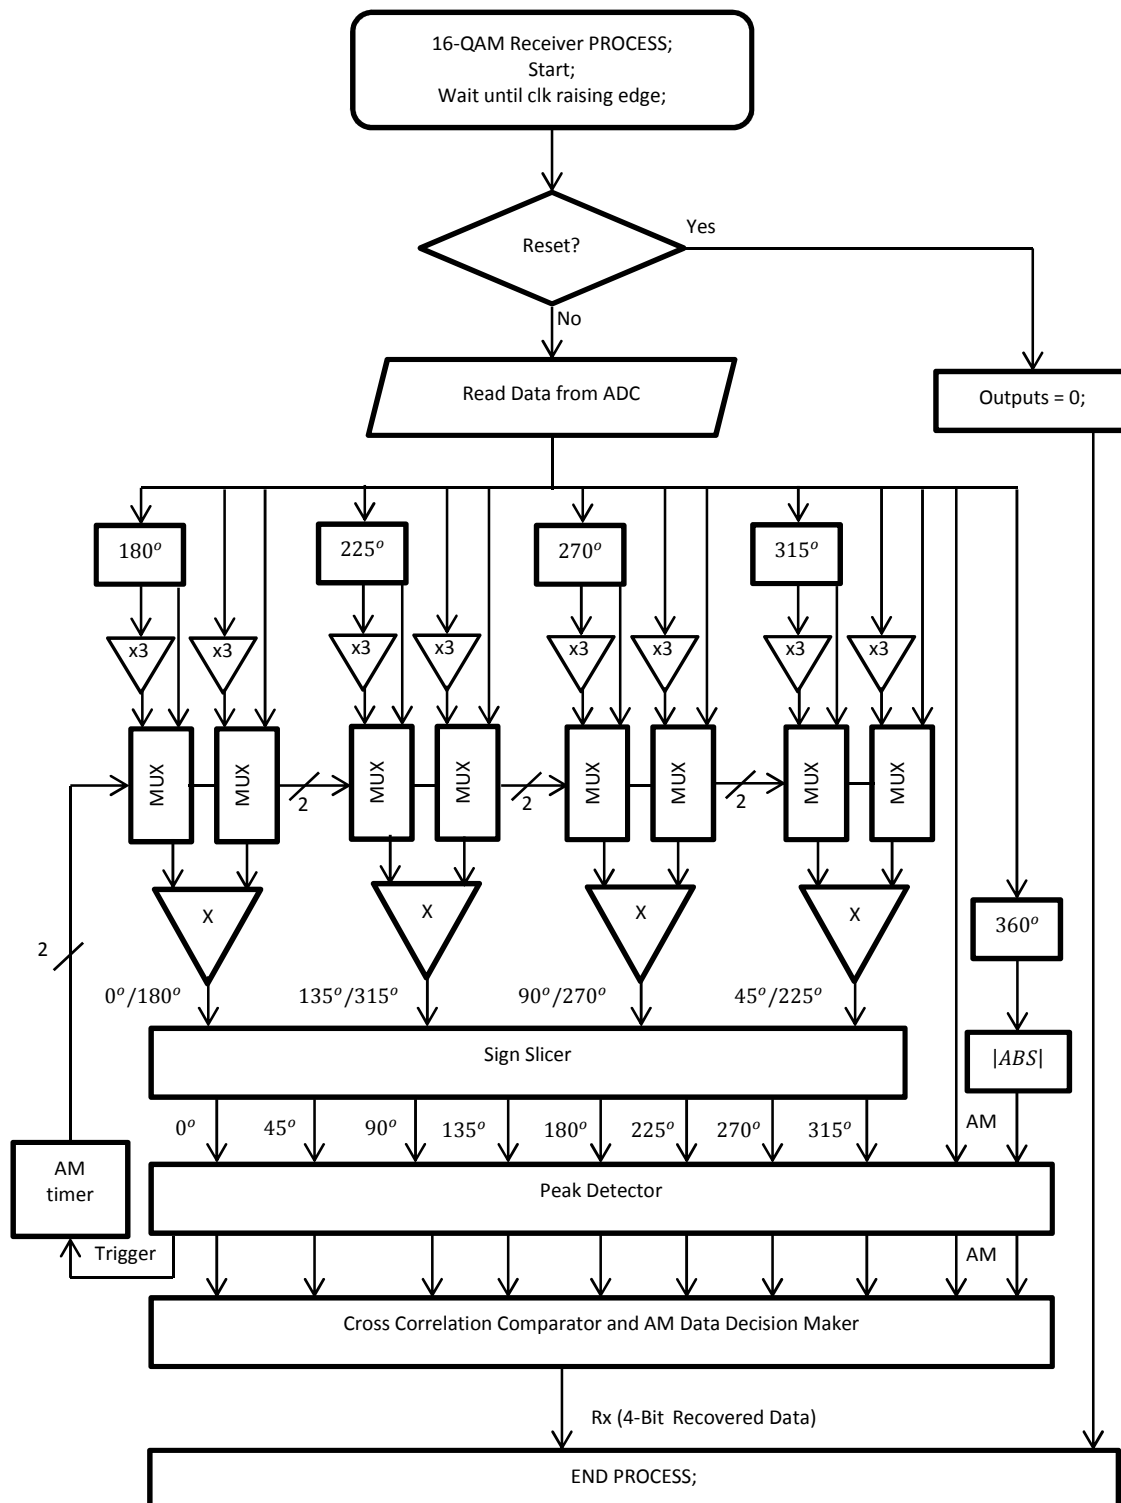 16-QAM Receiver PROCESS;
Start;
Wait until clk raising edge;
Reset?
Yes
No
Read Data from ADC
Outputs = 0;
180° 225° 270° 315°
x3 x3 x3 x3 x3 x3 x3 x3
MUX MUX MUX MUX MUX MUX MUX MUX
2 2 2
X X X X
360°
2
0°/180° 135°/315° 90°/270° 45°/225°
Sign Slicer
|ABS|
0° 45° 90° 135° 180° 225° 270° 315° AM
AM
timer
Peak Detector
Trigger
AM
Cross Correlation Comparator and AM Data Decision Maker
Rx (4-Bit Recovered Data)
END PROCESS;